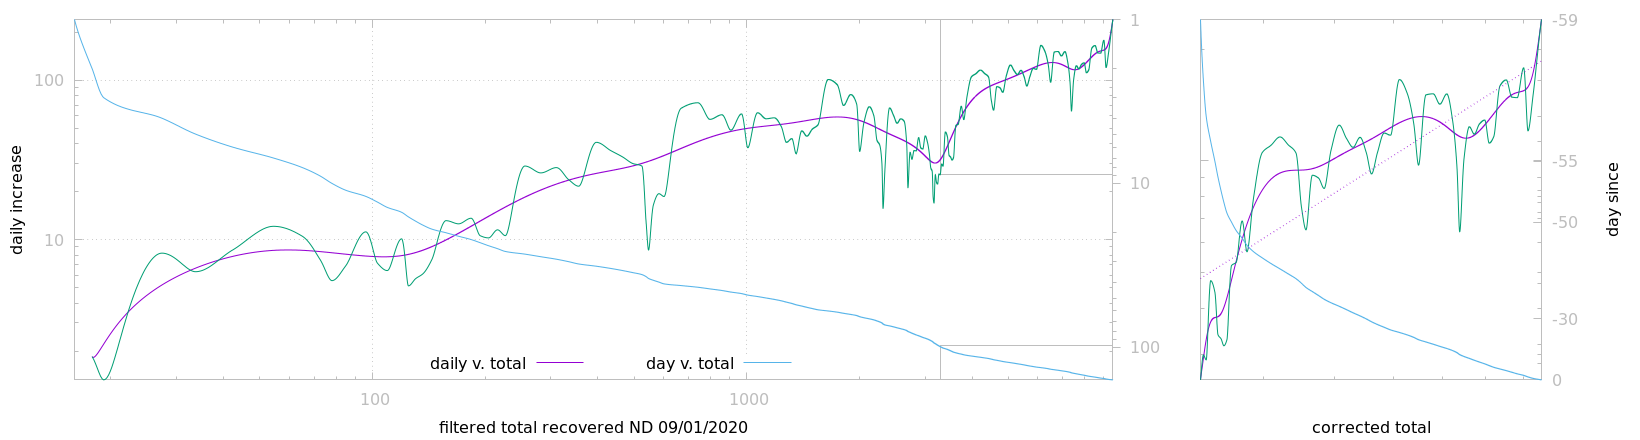 1
-59
100
daily increase
10
-55
-50
day since
10
-30
daily v. total
day v. total
100
0
100
1000
filtered total recovered ND 09/01/2020
corrected total